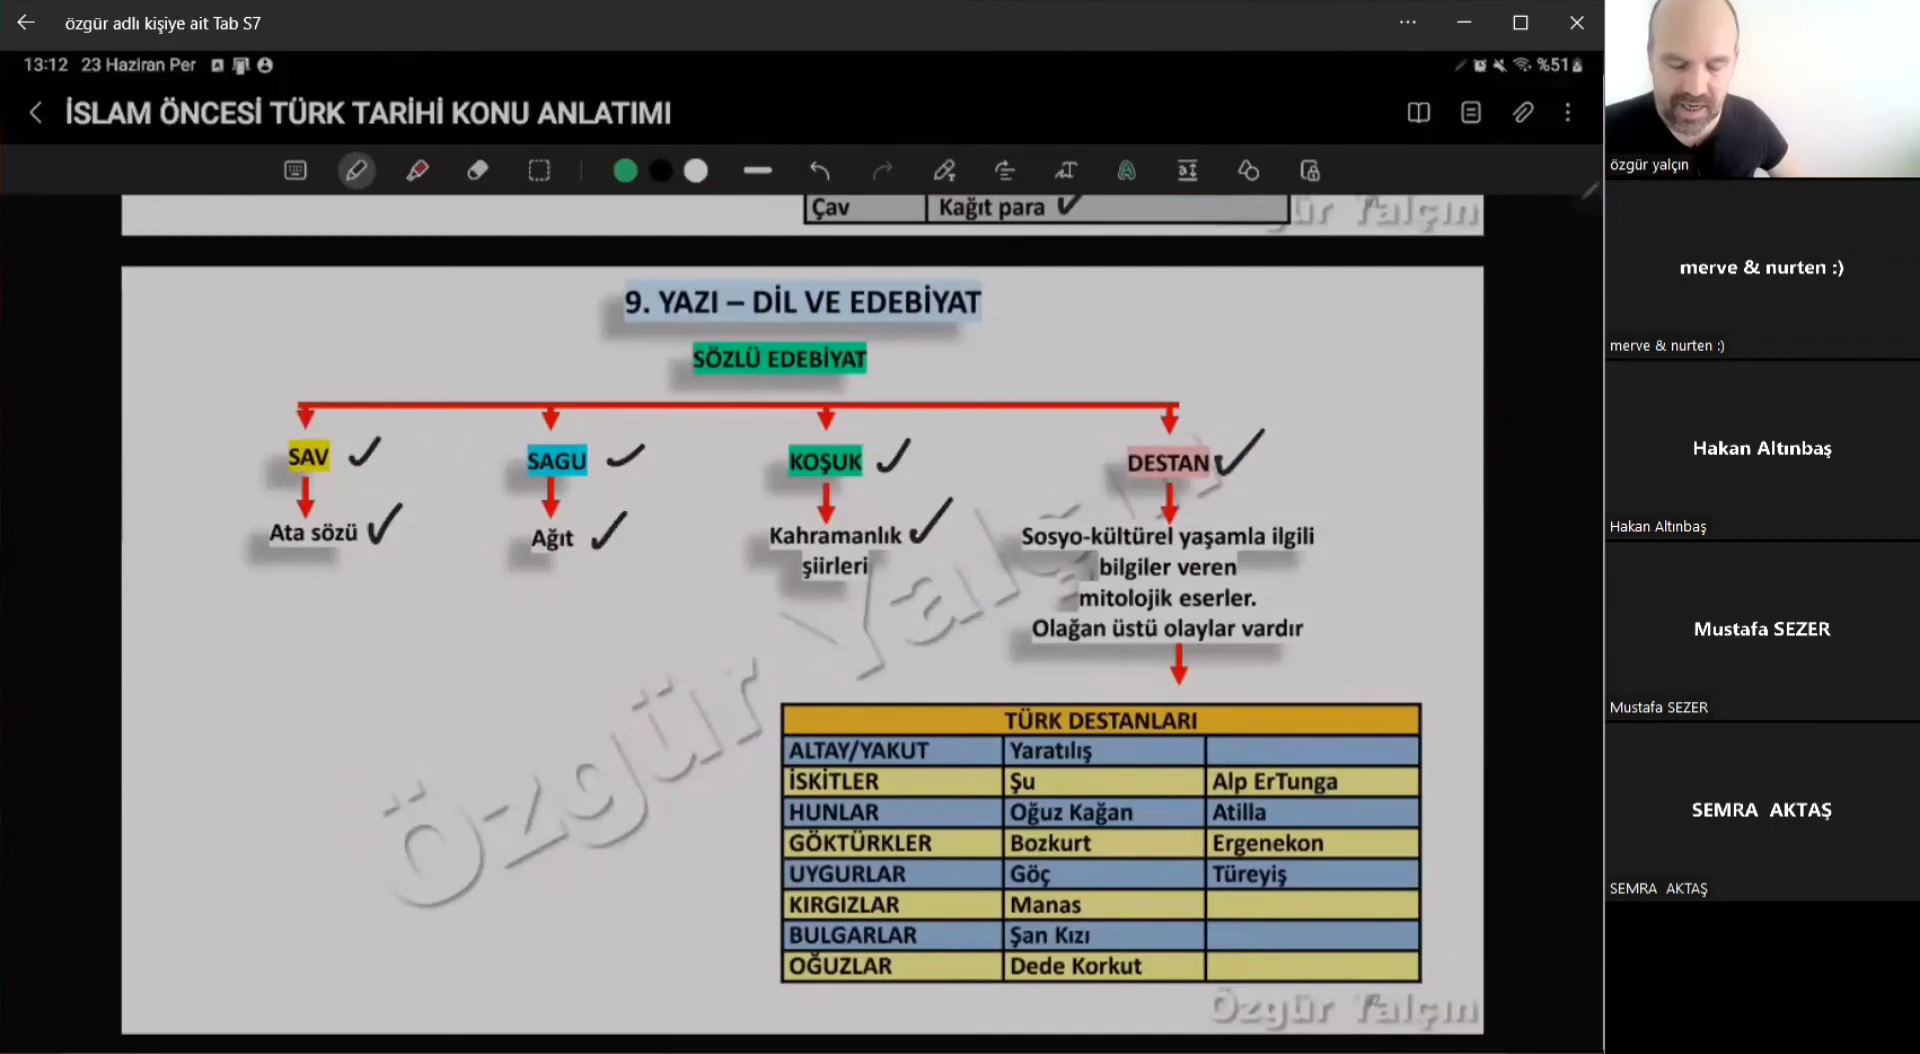 özgür adlı kişiye ait Tab S7
13:12 23 Haziran Per
%51
İSLAM ÖNCESİ TÜRK TARİHİ KONU ANLATIMI
Çav Kağıt para
Özgür Yalçın
9. YAZI – DİL VE EDEBİYAT
SÖZLÜ EDEBİYAT
SAV SAGU KOŞUK DESTAN
Ata sözü
Ağıt
Kahramanlık
şiirleri
Sosyo-kültürel yaşamla ilgili
bilgiler veren
mitolojik eserler.
Olağan üstü olaylar vardır
TÜRK DESTANLARI
ALTAY/YAKUT Yaratılış
İSKİTLER Şu Alp ErTunga
HUNLAR Oğuz Kağan Atilla
GÖKTÜRKLER Bozkurt Ergenekon
UYGURLAR Göç Türeyiş
KIRGIZLAR Manas
BULGARLAR Şan Kızı
OĞUZLAR Dede Korkut
Özgür Yalçın
Özgür Yalçın
özgür yalçın
merve & nurten :)
merve & nurten :)
Hakan Altınbaş
Hakan Altınbaş
Mustafa SEZER
Mustafa SEZER
SEMRA AKTAŞ
SEMRA AKTAŞ